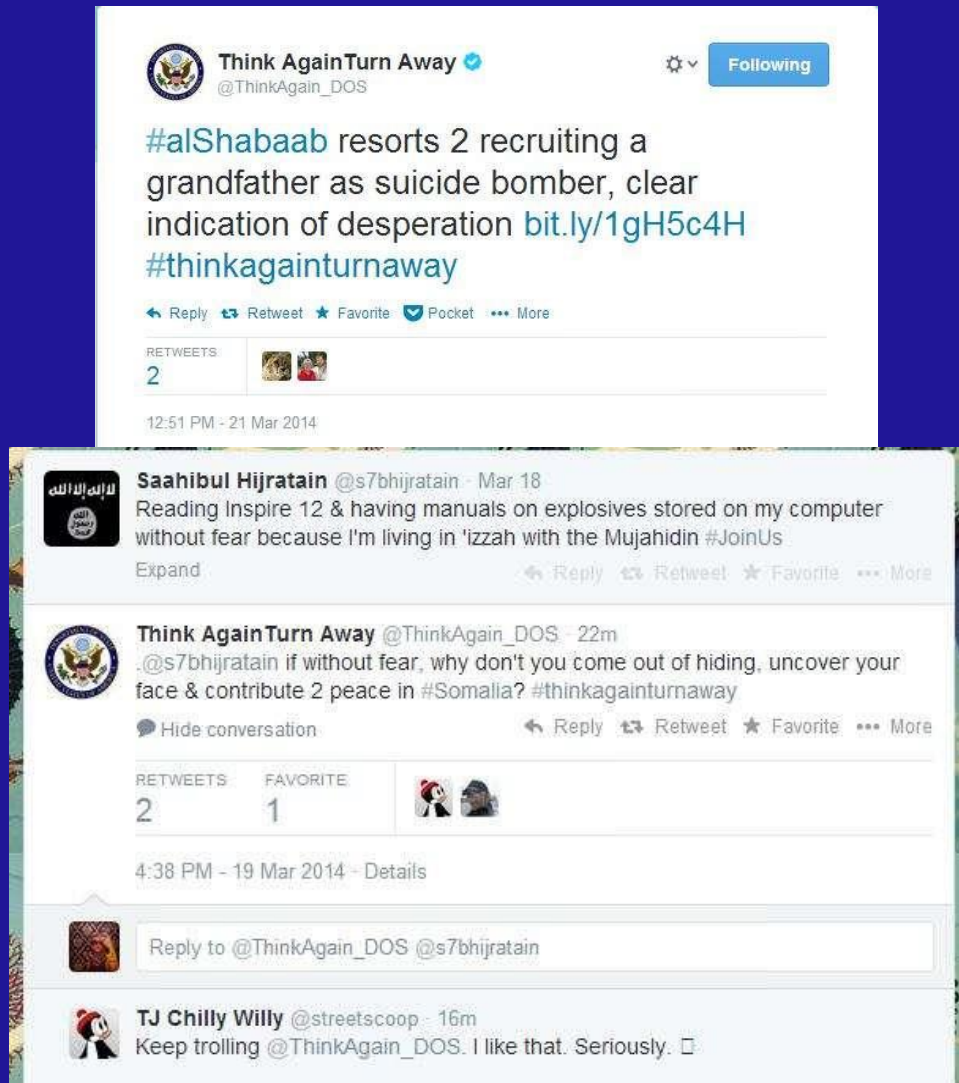 Think AgainTurn Away
Following
@ThinkAgain_DOS
#alShabaab resorts 2 recruiting a
grandfather as suicide bomber, clear
indication of desperation bit.ly/1gH5c4H
#thinkagainturnaway
Reply Retweet Favorite Pocket ••• More
RETWEETS
2
12:51 PM - 21 Mar 2014
Saahibul Hijratain @s7bhijratain · Mar 18
Reading Inspire 12 & having manuals on explosives stored on my computer
without fear because I'm living in 'izzah with the Mujahidin #JoinUs
Expand
Reply Retweet Favorite ••• More
Think AgainTurn Away @ThinkAgain_DOS · 22m
.@s7bhijratain if without fear, why don't you come out of hiding, uncover your
face & contribute 2 peace in #Somalia? #thinkagainturnaway
Hide conversation
Reply Retweet Favorite ••• More
RETWEETS FAVORITE
2 1
4:38 PM - 19 Mar 2014 · Details
Reply to @ThinkAgain_DOS @s7bhijratain
TJ Chilly Willy @streetscoop · 16m
Keep trolling @ThinkAgain_DOS. I like that. Seriously.